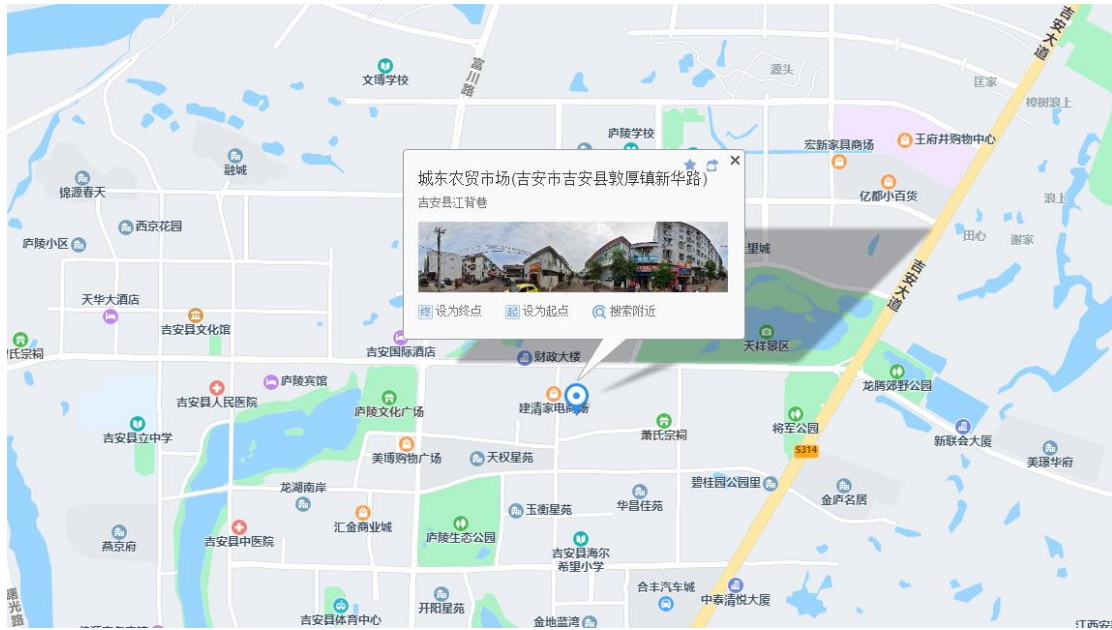 吉安大道
富川路
文博学校
源头
匡家
樟树浪上
庐陵学校
宏新家具商场
王府井购物中心
融城
锦源春天
亿都小百货
浪上
西京花园
庐陵小区
田心
谢家
城东农贸市场(吉安市吉安县敦厚镇新华路)
吉安县江背巷
终 设为终点
起 设为起点
搜索附近
里城
吉安大道
天华大酒店
吉安县文化馆
氏宗祠
吉安国际酒店
财政大楼
天祥景区
庐陵宾馆
吉安县人民医院
庐陵文化广场
建清家电商场
龙腾郊野公园
吉安县立中学
萧氏宗祠
将军公园
新联会大厦
美博购物广场
天权星苑
S314
美璟华府
龙湖南岸
碧桂园公园里
金庐名居
汇金商业城
玉衡星苑
华昌佳苑
燕京府
吉安县中医院
庐陵生态公园
吉安县海尔
希望小学
合丰汽车城
中泰清悦大厦
曙光路
开阳星苑
吉安县体育中心
金地蓝湾
江西安